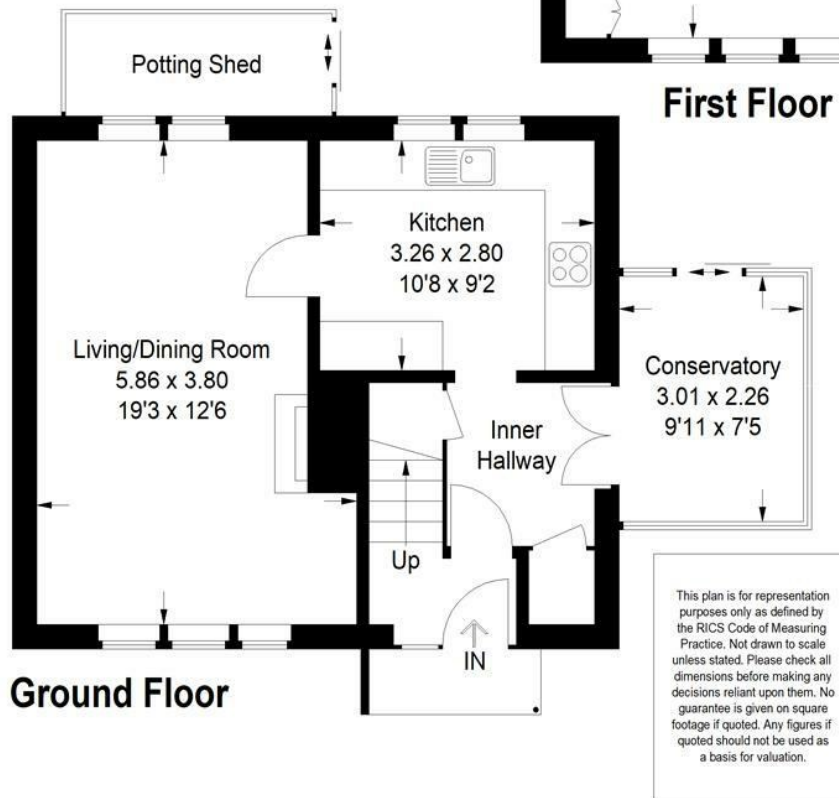 Potting Shed
First Floor
Kitchen
3.26 x 2.80
10'8 x 9'2
Living/Dining Room
5.86 x 3.80
19'3 x 12'6
Conservatory
3.01 x 2.26
9'11 x 7'5
Inner
Hallway
Up
IN
Ground Floor
This plan is for representation
purposes only as defined by
the RICS Code of Measuring
Practice. Not drawn to scale
unless stated. Please check all
dimensions before making any
decisions reliant upon them. No
guarantee is given on square
footage if quoted. Any figures if
quoted should not be used as
a basis for valuation.